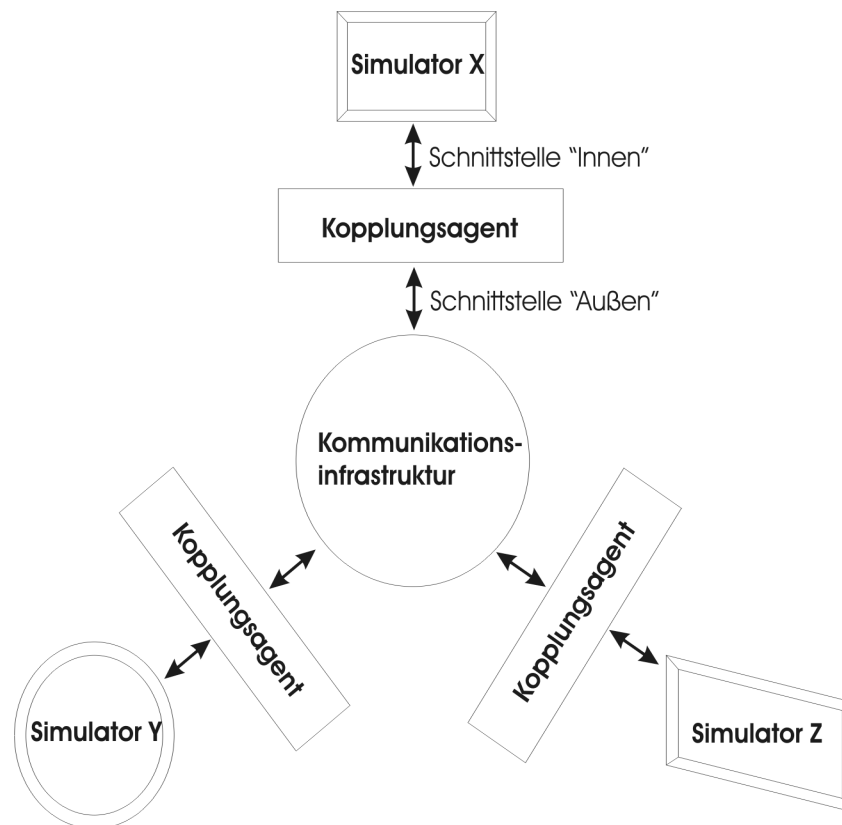 Simulator X
Schnittstelle "Innen"
Kopplungsagent
Schnittstelle "Außen"
Kommunikations-
infrastruktur
Kopplungsagent
Kopplungsagent
Simulator Y
Simulator Z